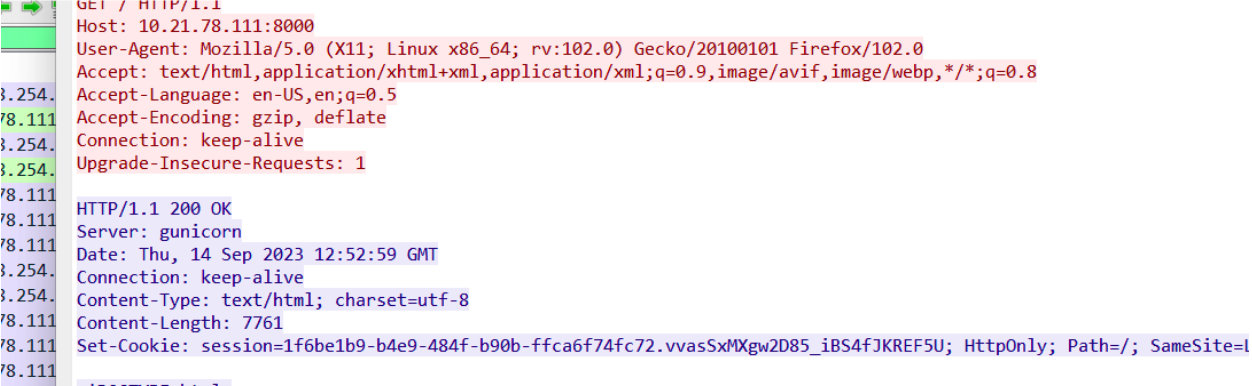 GET / HTTP/1.1
Host: 10.21.78.111:8000
User-Agent: Mozilla/5.0 (X11; Linux x86_64; rv:102.0) Gecko/20100101 Firefox/102.0
Accept: text/html,application/xhtml+xml,application/xml;q=0.9,image/avif,image/webp,*/*;q=0.8
Accept-Language: en-US,en;q=0.5
Accept-Encoding: gzip, deflate
Connection: keep-alive
Upgrade-Insecure-Requests: 1
HTTP/1.1 200 OK
Server: gunicorn
Date: Thu, 14 Sep 2023 12:52:59 GMT
Connection: keep-alive
Content-Type: text/html; charset=utf-8
Content-Length: 7761
Set-Cookie: session=1f6be1b9-b4e9-484f-b90b-ffca6f74fc72.vvasSxMXgw2D85_iBS4fJKREF5U; HttpOnly; Path=/; SameSite=L
3.254.
78.111
3.254.
3.254.
78.111
78.111
78.111
3.254.
3.254.
78.111
78.111
78.111